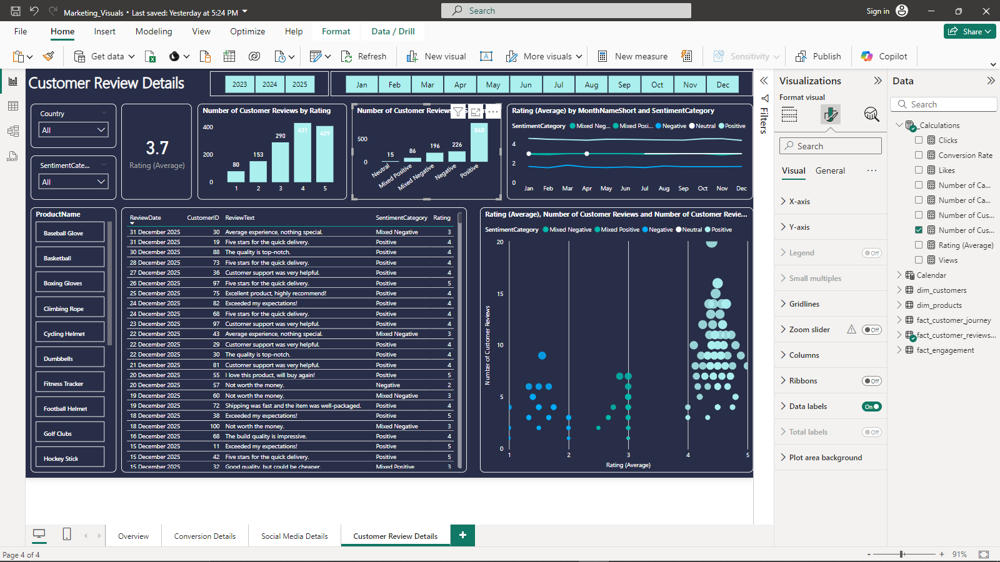 Marketing_Visuals • Last saved: Yesterday at 5:24 PM
Search
Sign in
File Home Insert Modeling View Optimize Help Format Data / Drill
Share
Get data
Refresh
New visual
More visuals
New measure
Sensitivity
Publish
Copilot
Customer Review Details
2023 2024 2025
Jan Feb Mar Apr May Jun Jul Aug Sep Oct Nov Dec
Country
All
SentimentCate...
All
3.7
Rating (Average)
Number of Customer Reviews by Rating
400
200
0
80 153 290 431 409
1 2 3 4 5
Number of Customer Reviews
500
0
15 86 196 226 840
Neutral
Mixed Positive
Mixed Negative
Negative
Positive
Rating (Average) by MonthNameShort and SentimentCategory
SentimentCategory Mixed Neg... Mixed Posi... Negative Neutral Positive
4
2
0
Jan Feb Mar Apr May Jun Jul Aug Sep Oct Nov Dec
ProductName
Baseball Glove
Basketball
Boxing Gloves
Climbing Rope
Cycling Helmet
Dumbbells
Fitness Tracker
Football Helmet
Golf Clubs
Hockey Stick
ReviewDate CustomerID ReviewText SentimentCategory Rating
31 December 2025 30 Average experience, nothing special. Mixed Negative 3
31 December 2025 19 Five stars for the quick delivery. Positive 4
30 December 2025 88 The quality is top-notch. Positive 4
28 December 2025 73 Five stars for the quick delivery. Positive 4
27 December 2025 36 Customer support was very helpful. Positive 4
26 December 2025 97 Five stars for the quick delivery. Positive 5
25 December 2025 75 Excellent product, highly recommend! Positive 4
24 December 2025 82 Exceeded my expectations! Positive 4
24 December 2025 68 Five stars for the quick delivery. Positive 4
23 December 2025 97 Customer support was very helpful. Positive 4
22 December 2025 43 Average experience, nothing special. Mixed Negative 3
22 December 2025 29 Customer support was very helpful. Positive 4
22 December 2025 30 The quality is top-notch. Positive 4
21 December 2025 81 Customer support was very helpful. Positive 4
20 December 2025 55 I love this product, will buy again! Positive 5
20 December 2025 57 Not worth the money. Negative 2
19 December 2025 60 Not worth the money. Mixed Negative 3
19 December 2025 72 Shipping was fast and the item was well-packaged. Positive 4
18 December 2025 38 Exceeded my expectations! Positive 5
18 December 2025 100 Not worth the money. Mixed Negative 3
16 December 2025 68 The build quality is impressive. Positive 4
15 December 2025 11 Exceeded my expectations! Positive 5
15 December 2025 42 Five stars for the quick delivery. Positive 5
15 December 2025 32 Good quality, but could be cheaper. Mixed Positive 3
Rating (Average), Number of Customer Reviews and Number of Customer Revie...
SentimentCategory Mixed Negative Mixed Positive Negative Neutral Positive
Number of Customer Reviews
20
15
10
5
0
1 2 3 4 5
Rating (Average)
Filters
Visualizations
Format visual
Search
Visual General ...
X-axis
Y-axis
Legend Off
Small multiples
Gridlines
Zoom slider Off
Columns
Ribbons Off
Data labels On
Total labels Off
Plot area background
Data
Search
_Calculations
Clicks
Conversion Rate
Likes
Number of Ca...
Number of Ca...
Number of Cus...
Number of Cus...
Rating (Average)
Views
Calendar
dim_customers
dim_products
fact_customer_journey
fact_customer_reviews...
fact_engagement
Overview Conversion Details Social Media Details Customer Review Details +
Page 4 of 4
- + 91%